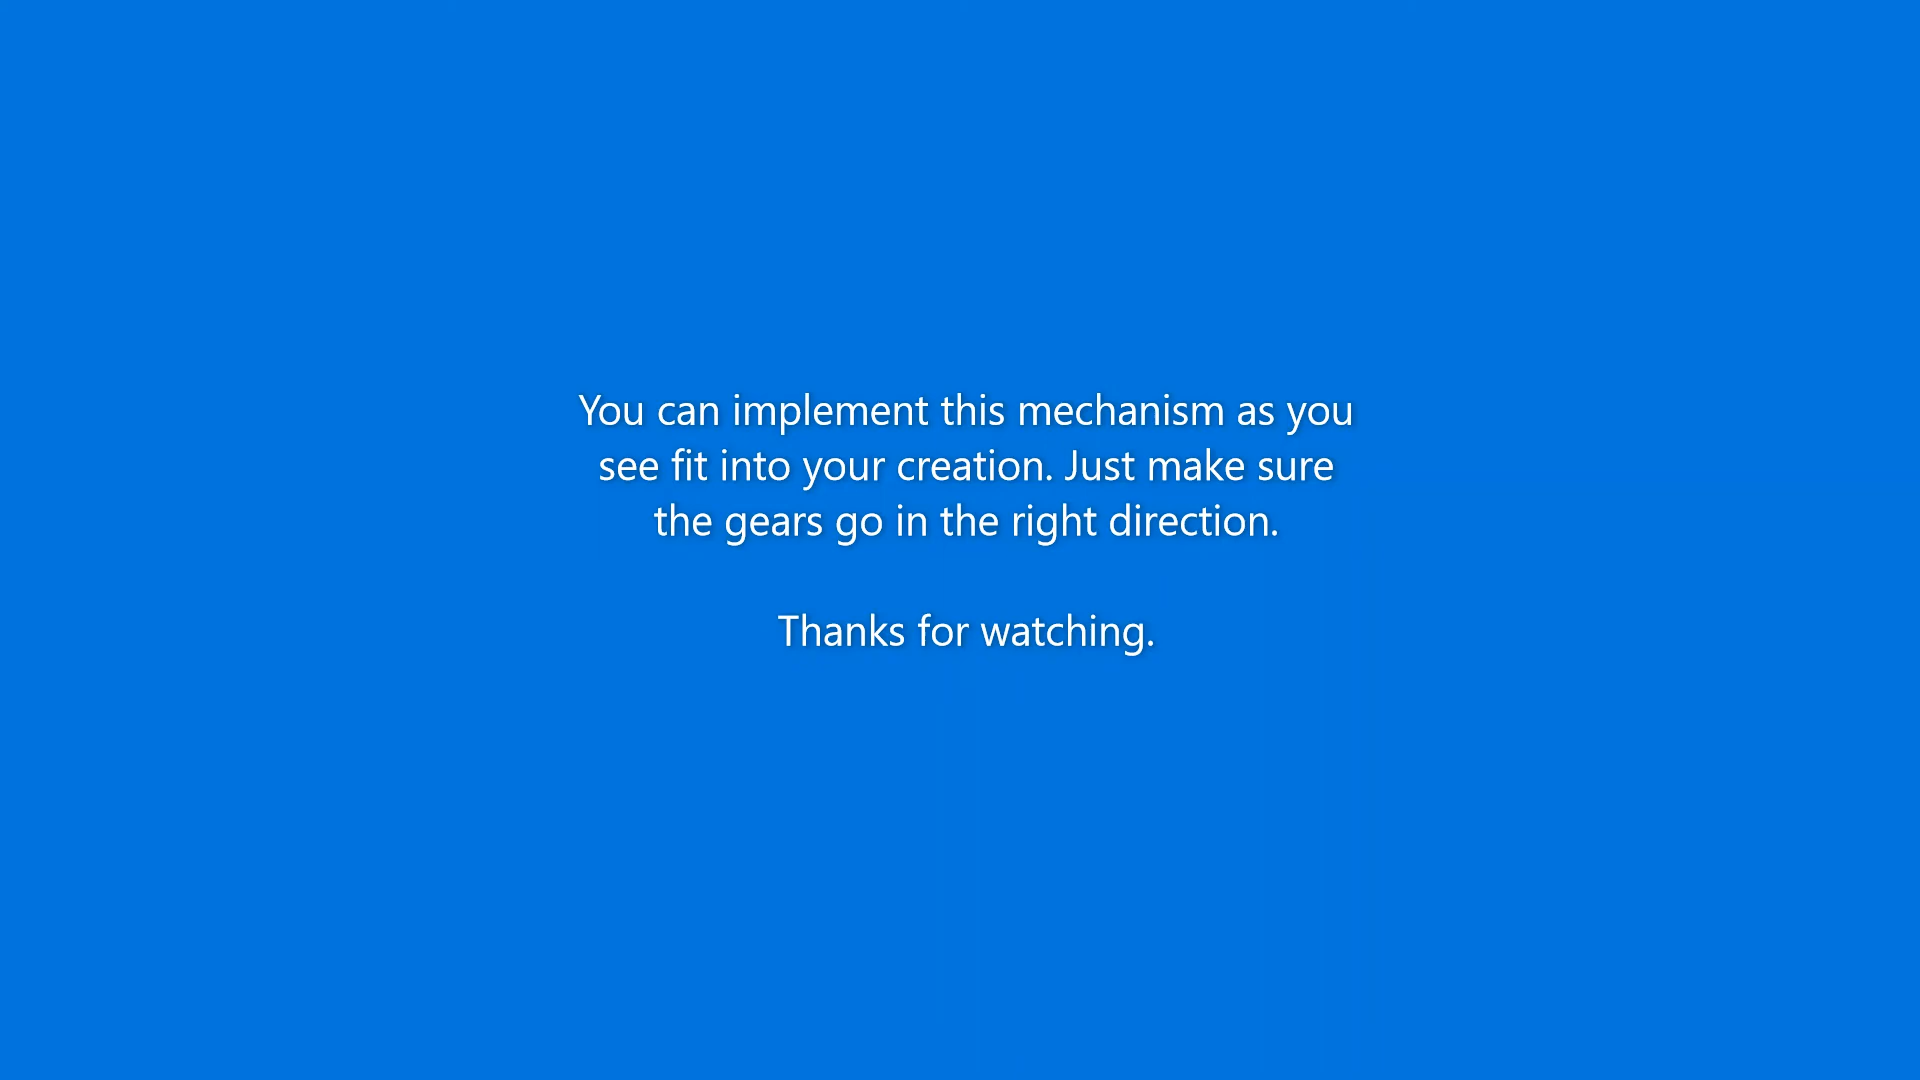 You can implement this mechanism as you
see fit into your creation. Just make sure
the gears go in the right direction.
Thanks for watching.